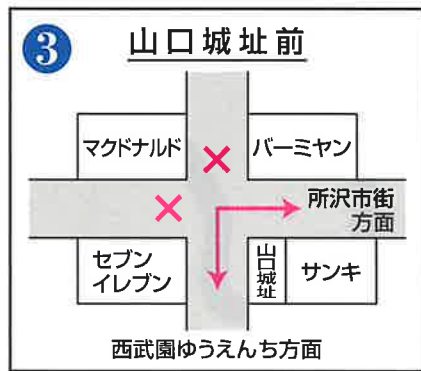 3
山口城址前
マクドナルド
バーミヤン
所沢市街
方面
セブン
イレブン
山口城址
サンキ
西武園ゆうえんち方面